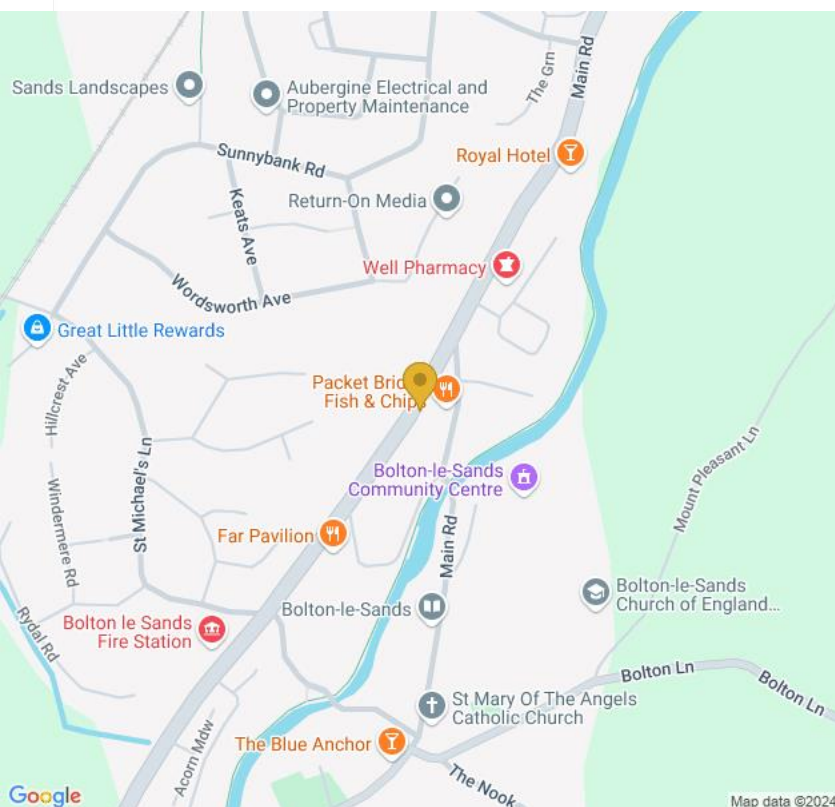 Sands Landscapes
Aubergine Electrical and
Property Maintenance
The Grn
Main Rd
Royal Hotel
Sunnybank Rd
Return-On Media
Keats Ave
Well Pharmacy
Wordsworth Ave
Great Little Rewards
Hillcrest Ave
Packet Bri
Fish & Chips
St Michael's Ln
Mount Pleasant Ln
Bolton-le-Sands
Community Centre
Windermere Rd
Far Pavilion
Main Rd
Bolton-le-Sands
Bolton-le-Sands
Church of England...
Rydal Rd
Bolton le Sands
Fire Station
Bolton Ln
Bolton Ln
St Mary Of The Angels
Catholic Church
Acorn Mdw
The Blue Anchor
The Nook
Google
Map data ©2024